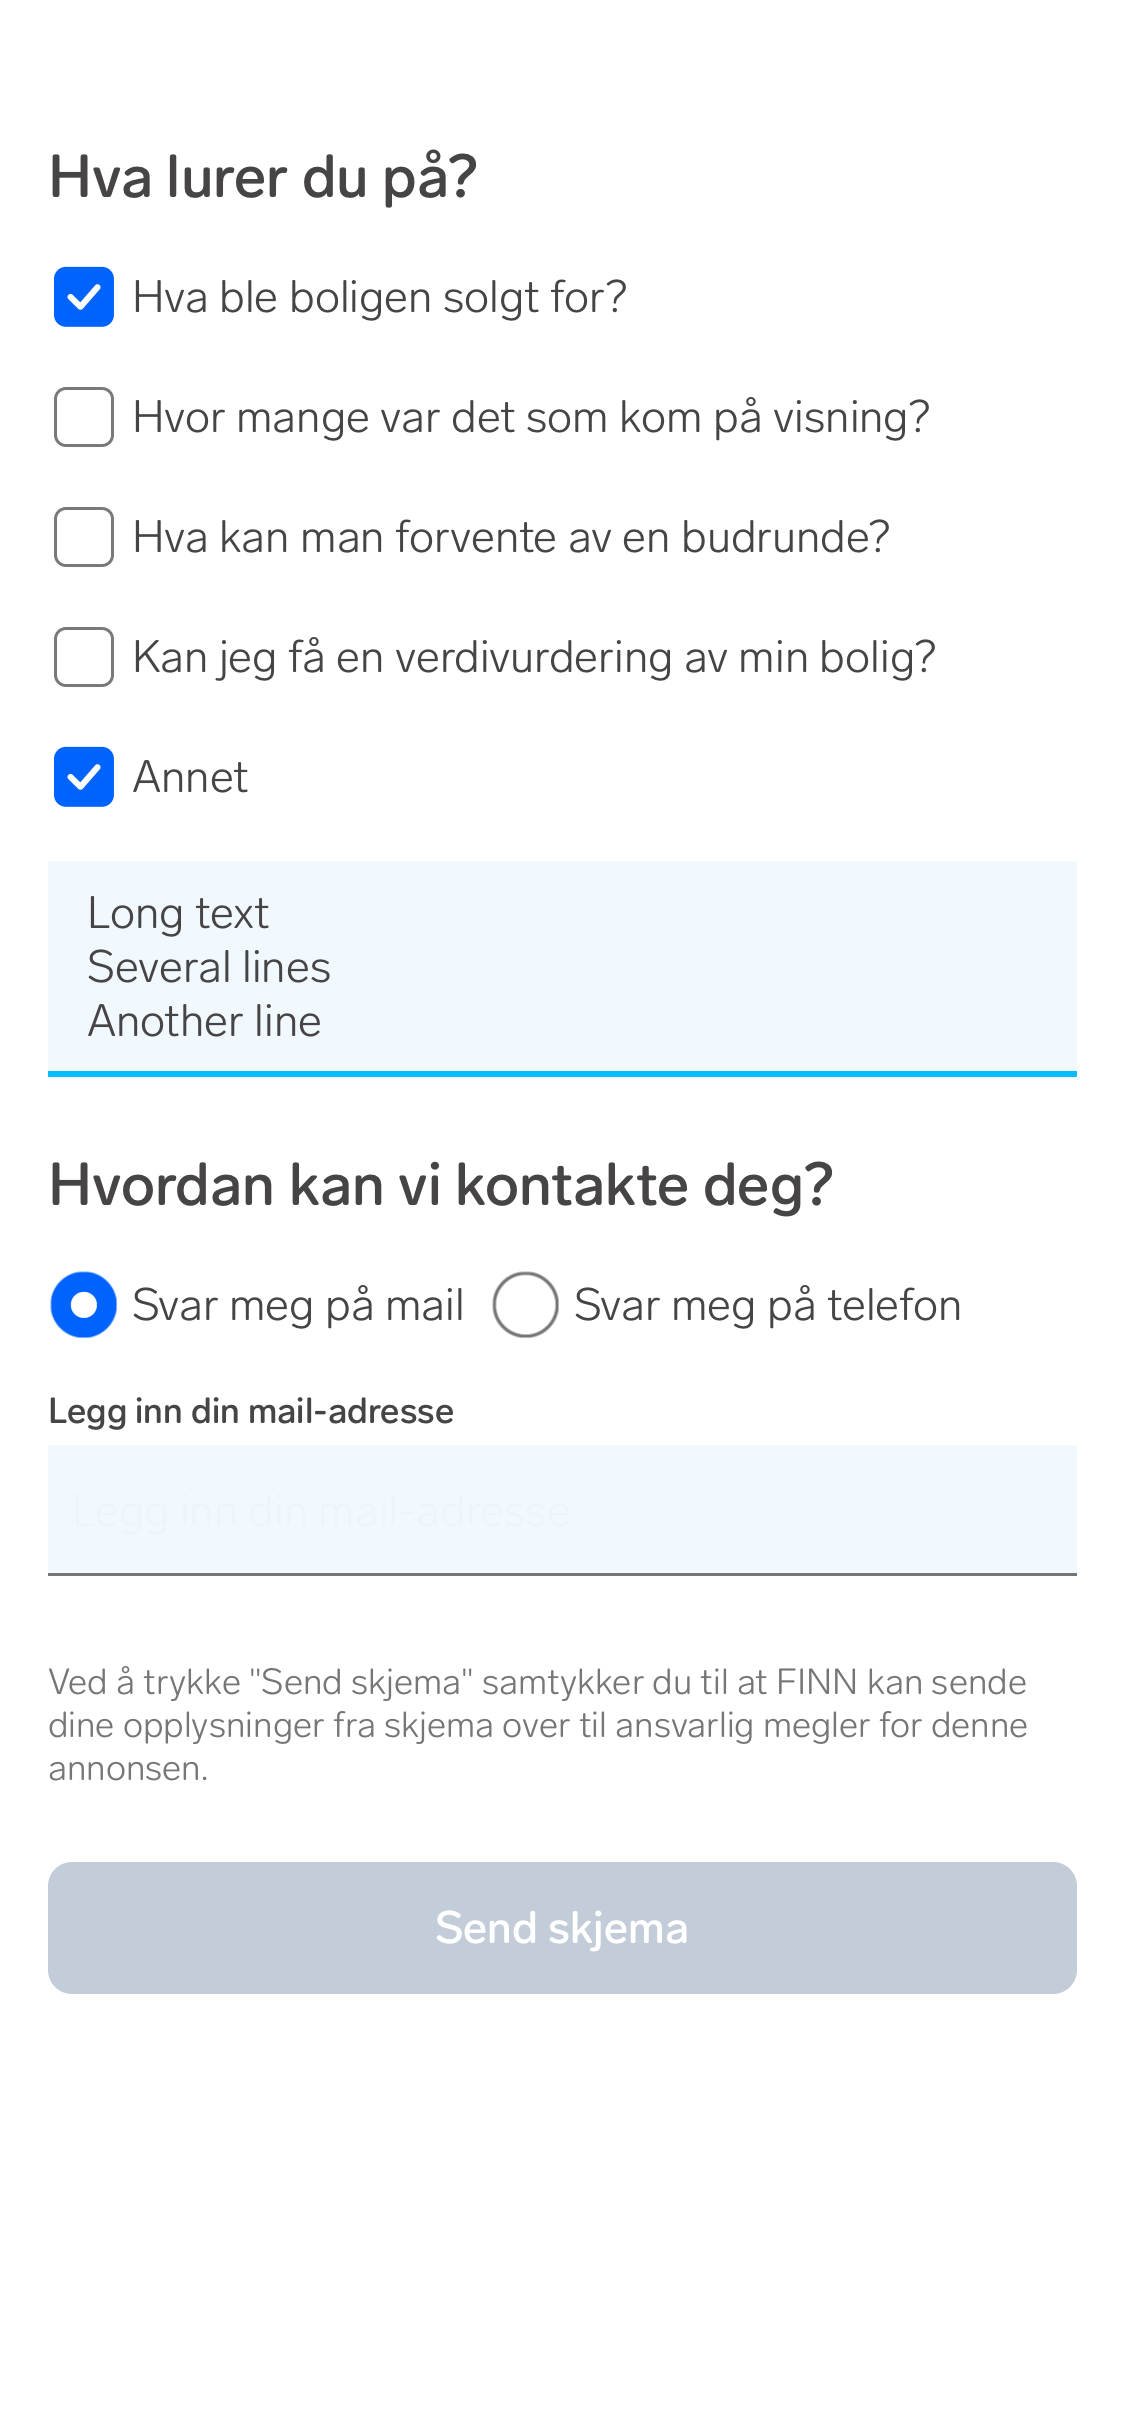 Hva lurer du på?
Hva ble boligen solgt for?
Hvor mange var det som kom på visning?
Hva kan man forvente av en budrunde?
Kan jeg få en verdivurdering av min bolig?
Annet
Long text
Several lines
Another line
Hvordan kan vi kontakte deg?
Svar meg på mail Svar meg på telefon
Legg inn din mail-adresse
Legg inn din mail-adresse
Ved å trykke "Send skjema" samtykker du til at FINN kan sende
dine opplysninger fra skjema over til ansvarlig megler for denne
annonsen.
Send skjema